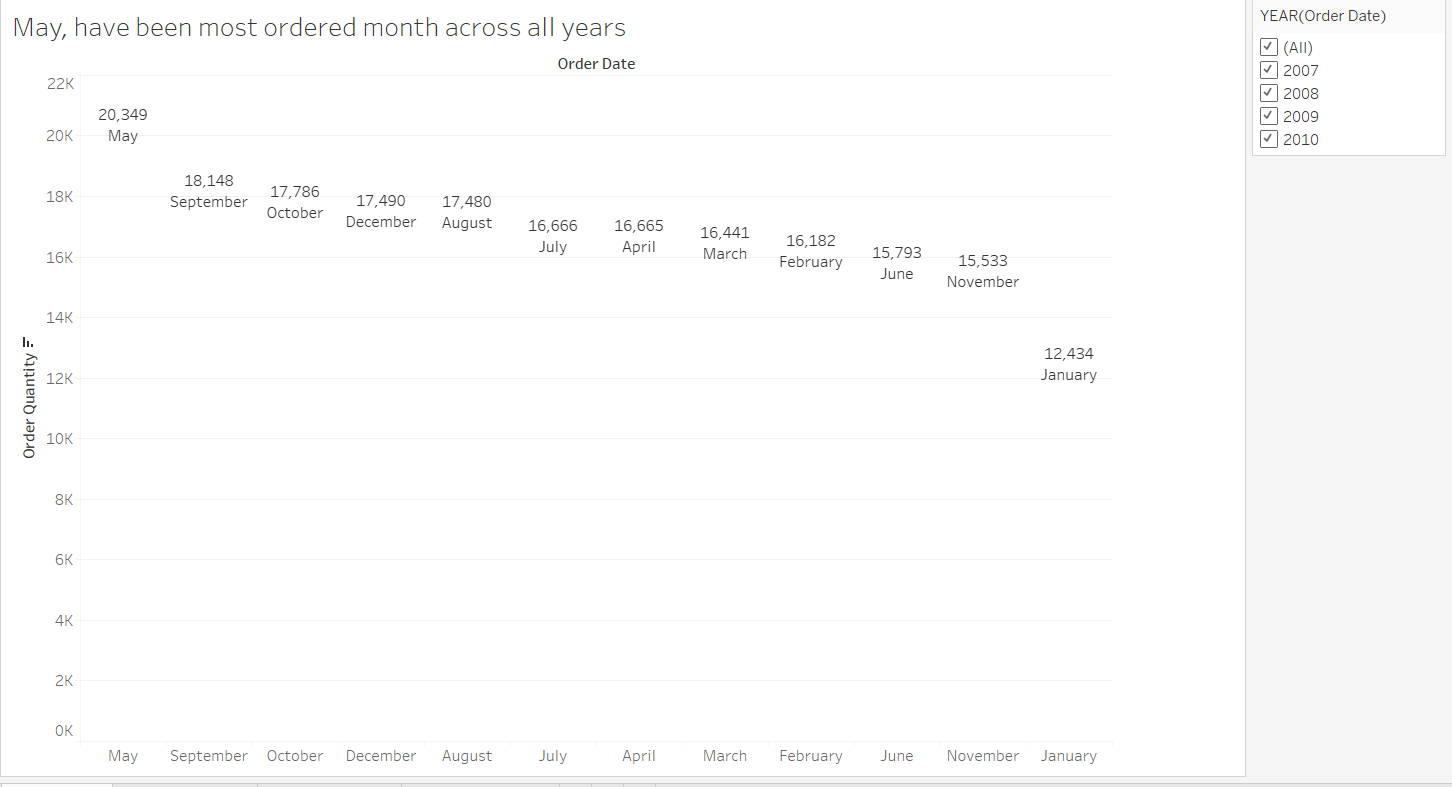 May, have been most ordered month across all years
Order Date
22K
20K
18K
16K
14K
12K
10K
8K
6K
4K
2K
0K
Order Quantity
20,349
May
18,148
September
17,786
October
17,490
December
17,480
August
16,666
July
16,665
April
16,441
March
16,182
February
15,793
June
15,533
November
12,434
January
May September October December August July April March February June November January
YEAR(Order Date)
(All)
2007
2008
2009
2010